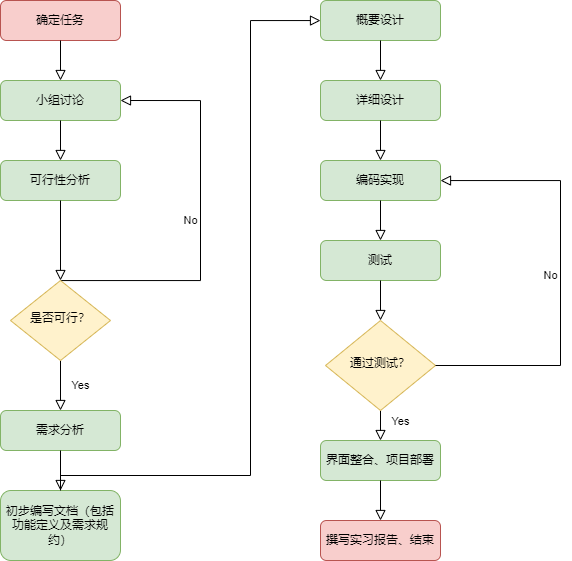 确定任务
小组讨论
可行性分析
No
是否可行？
Yes
需求分析
初步编写文档（包括
功能定义及需求规
约）
概要设计
详细设计
编码实现
测试
No
通过测试？
Yes
界面整合、项目部署
撰写实习报告、结束